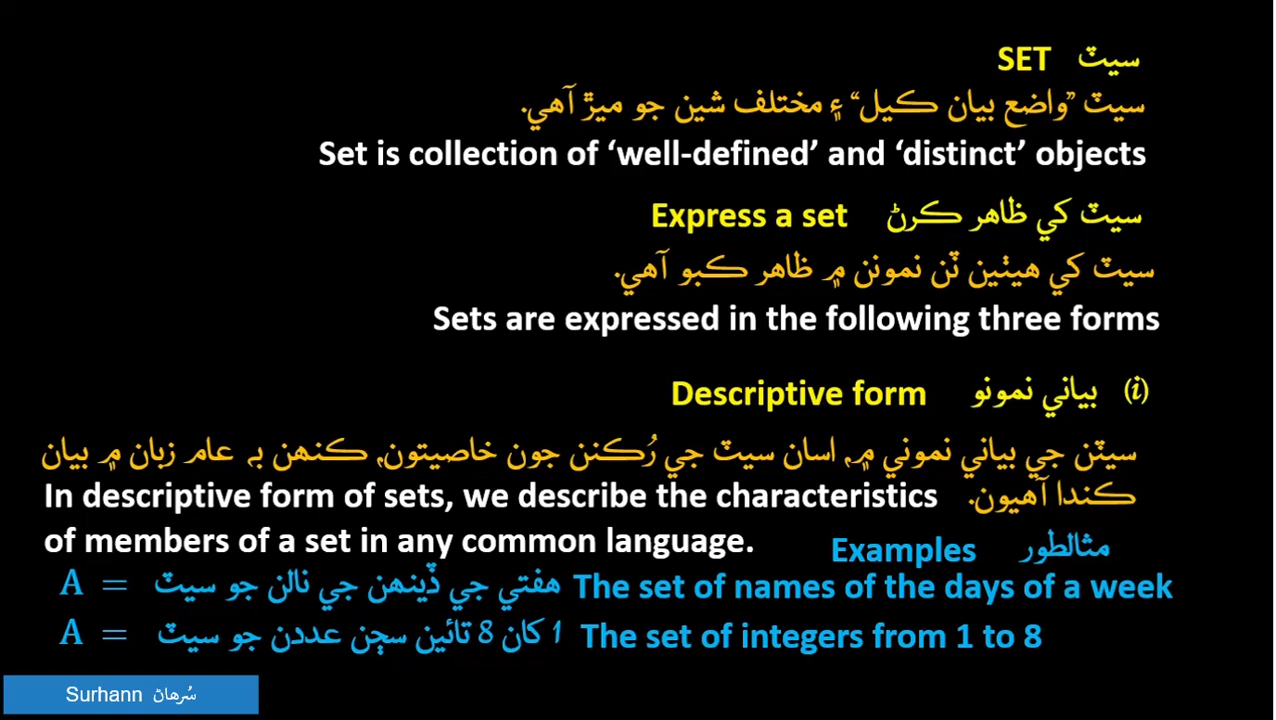 SET سيٽ
سيٽ ”واضع بيان ڪيل“ ۽ مختلف شين جو ميڙ آهي.
Set is collection of ‘well-defined’ and ‘distinct’ objects
Express a set سيٽ کي ظاهر ڪرڻ
سيٽ کي هيٺين ٽن نمونن ۾ ظاهر ڪبو آهي.
Sets are expressed in the following three forms
(i) بياني نمونو Descriptive form
سيٽن جي بياني نموني ۾، اسان سيٽ جي رُڪنن جون خاصيتون، ڪنهن به عام زبان ۾ بيان
ڪندا آهيون. In descriptive form of sets, we describe the characteristics
of members of a set in any common language.
Examples مثالطور
A = هفتي جي ڏينهن جي نالن جو سيٽ The set of names of the days of a week
A = 1 کان 8 تائين سڄن عددن جو سيٽ The set of integers from 1 to 8
Surhann سُرهاڻ